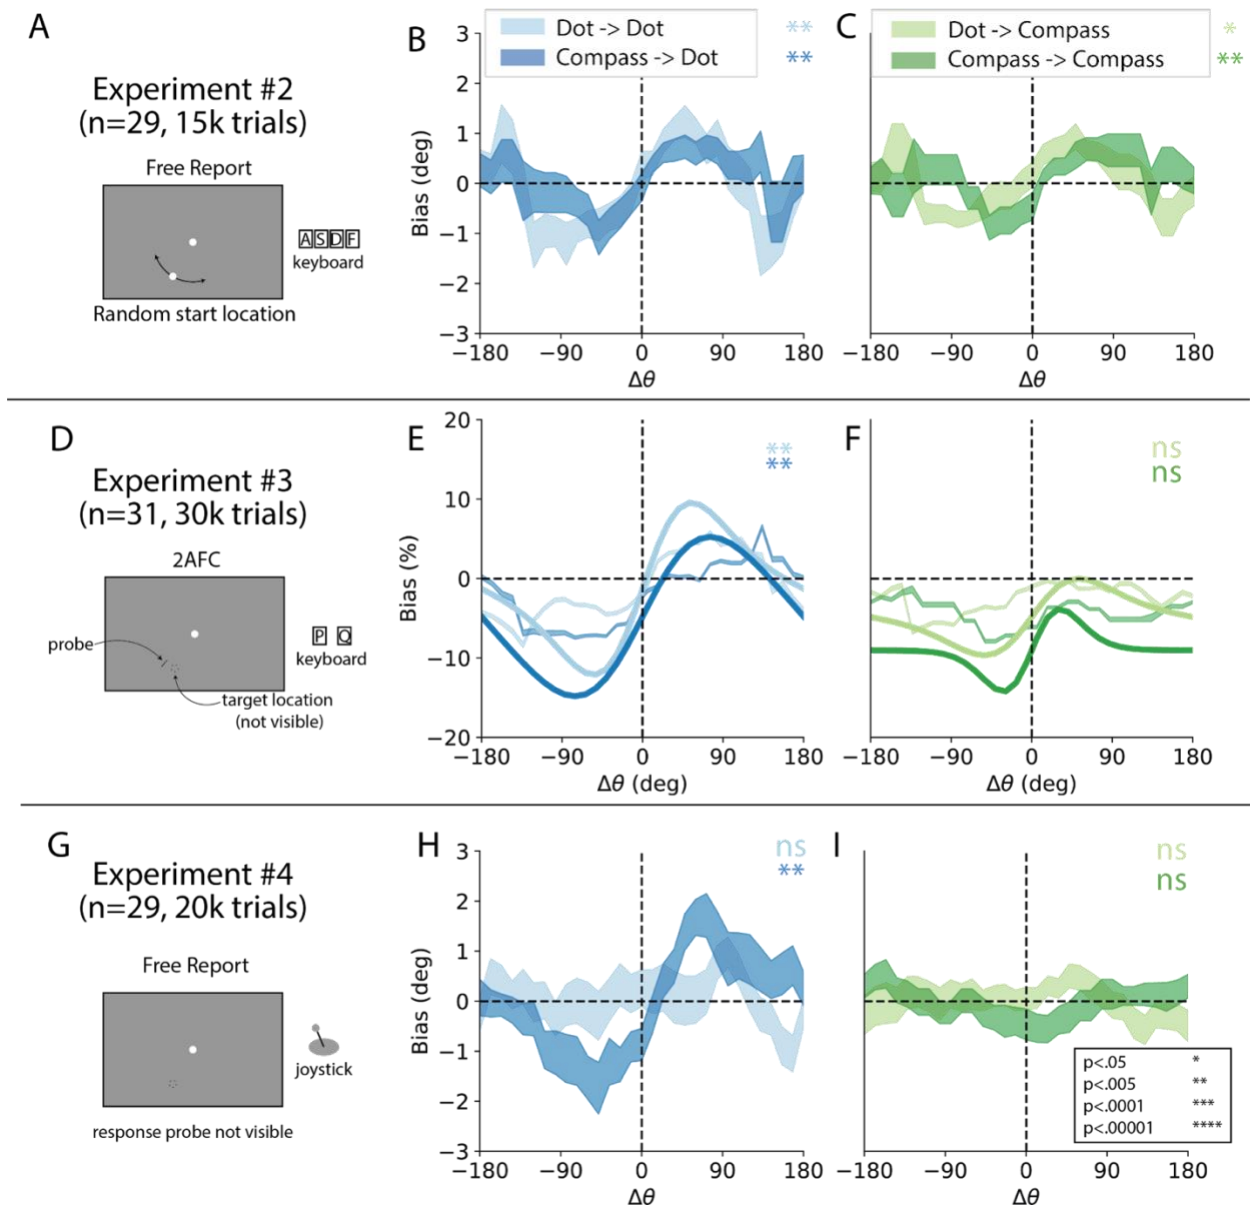 A
Experiment #2
(n=29, 15k trials)
Free Report
A S D F
keyboard
Random start location
B
Dot -> Dot **
Compass -> Dot **
3
2
1
0
−1
−2
−3
Bias (deg)
−180 −90 0 90 180
Δθ
C
Dot -> Compass *
Compass -> Compass **
−180 −90 0 90 180
Δθ
D
Experiment #3
(n=31, 30k trials)
2AFC
probe
P Q
keyboard
target location
(not visible)
E
**
**
20
10
0
−10
−20
Bias (%)
−180 −90 0 90 180
Δθ (deg)
F
ns
ns
−180 −90 0 90 180
Δθ (deg)
G
Experiment #4
(n=29, 20k trials)
Free Report
joystick
response probe not visible
H
ns
**
3
2
1
0
−1
−2
−3
Bias (deg)
−180 −90 0 90 180
Δθ
I
ns
ns
p<.05 *
p<.005 **
p<.0001 ***
p<.00001 ****
−180 −90 0 90 180
Δθ